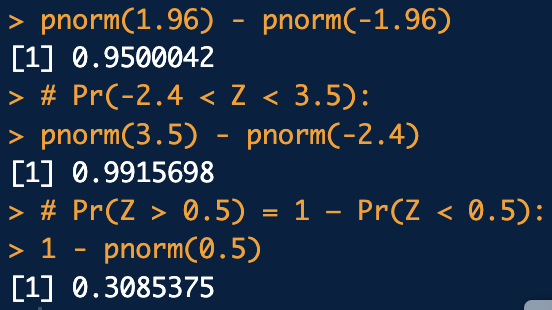 > pnorm(1.96) - pnorm(-1.96)
[1] 0.9500042
> # Pr(-2.4 < Z < 3.5):
> pnorm(3.5) - pnorm(-2.4)
[1] 0.9915698
> # Pr(Z > 0.5) = 1 – Pr(Z < 0.5):
> 1 - pnorm(0.5)
[1] 0.3085375